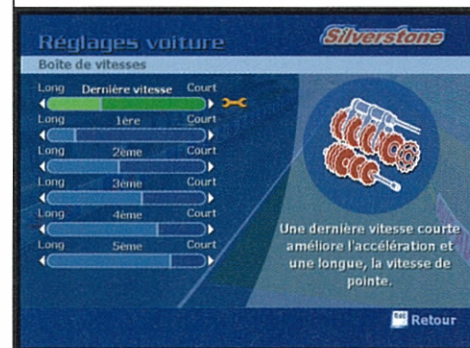 Réglages voiture
Silverstone
Boîte de vitesses
Long Dernière vitesse Court
Long 1ère Court
Long 2ème Court
Long 3ème Court
Long 4ème Court
Long 5ème Court
Une dernière vitesse courte
améliore l'accélération et
une longue, la vitesse de
pointe.
Retour